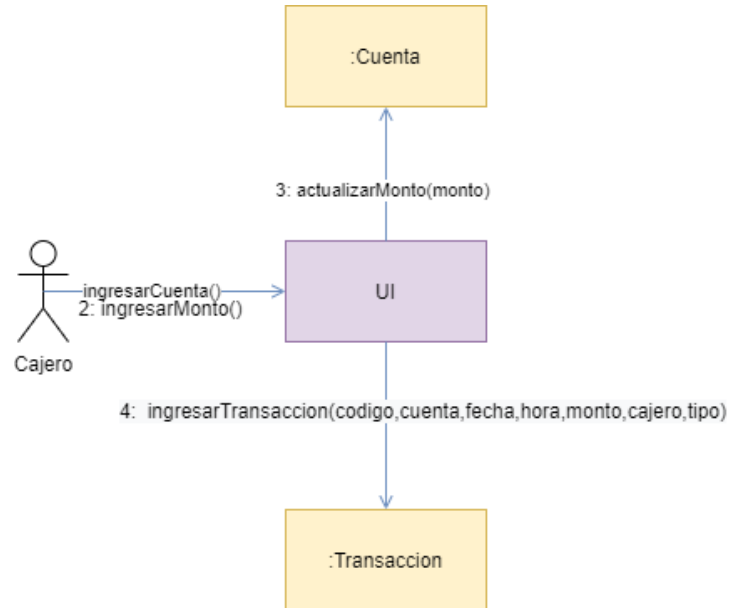 :Cuenta
3: actualizarMonto(monto)
ingresarCuenta()
2: ingresarMonto()
UI
Cajero
4: ingresarTransaccion(codigo,cuenta,fecha,hora,monto,cajero,tipo)
:Transaccion